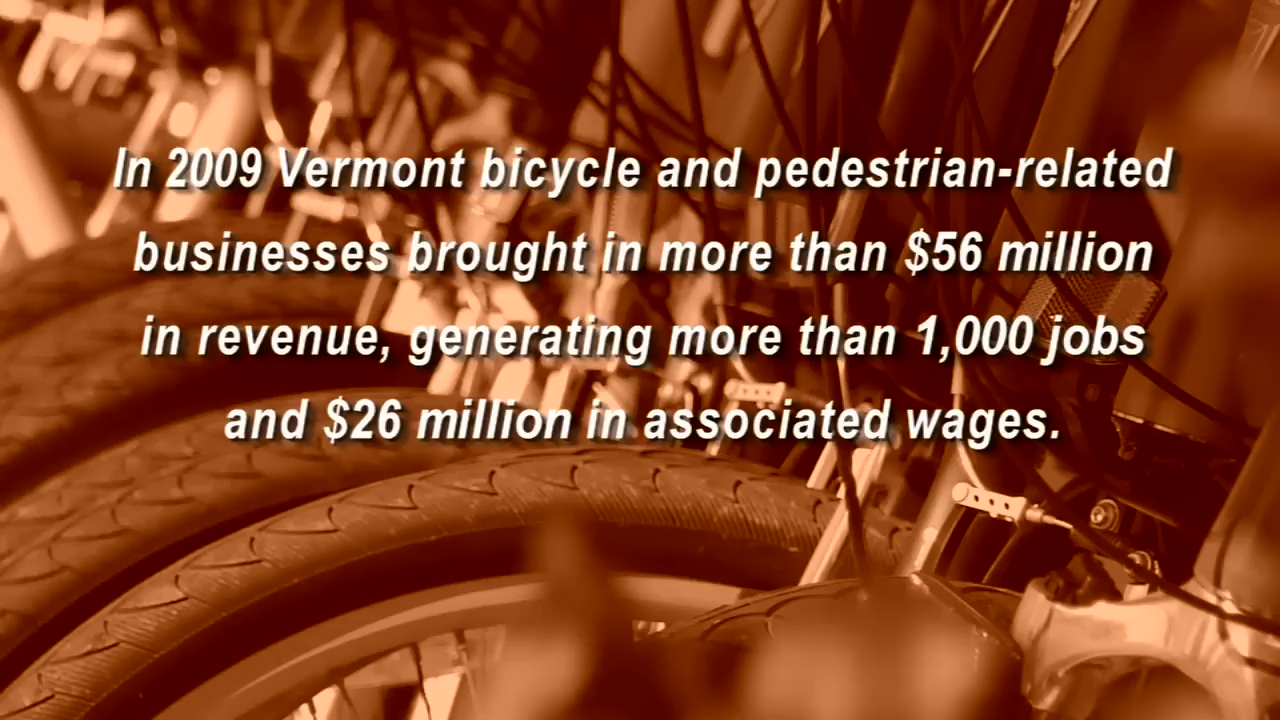 In 2009 Vermont bicycle and pedestrian-related
businesses brought in more than $56 million
in revenue, generating more than 1,000 jobs
and $26 million in associated wages.